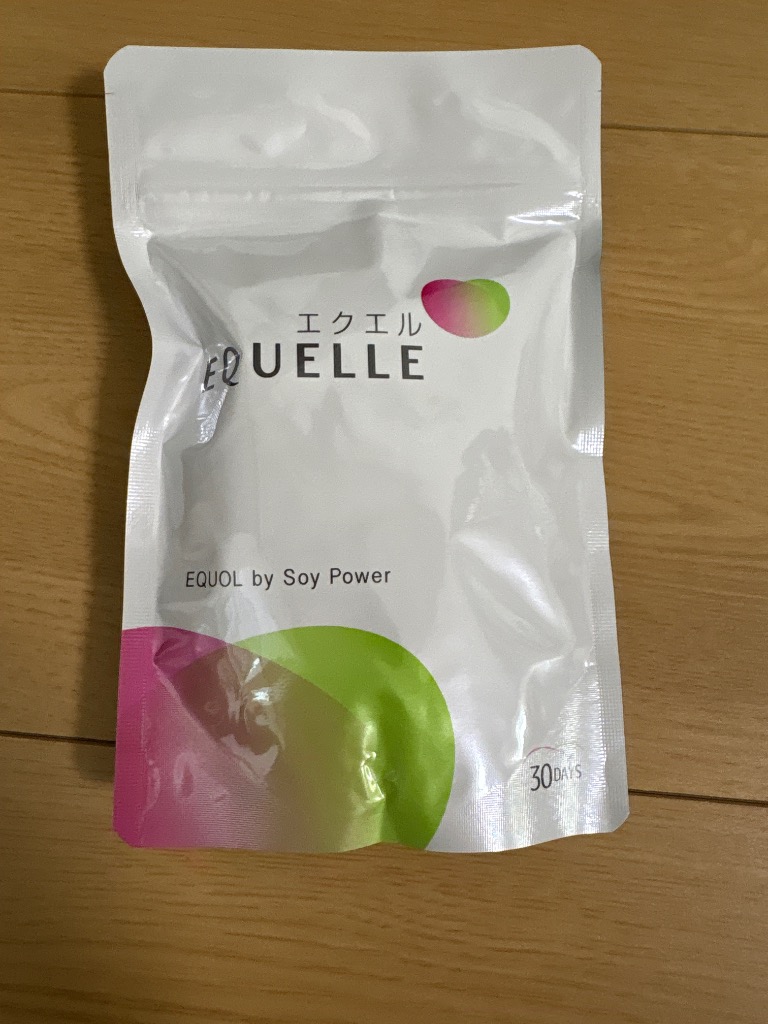 エクエル
EQUELLE
EQUOL by Soy Power
30DAYS